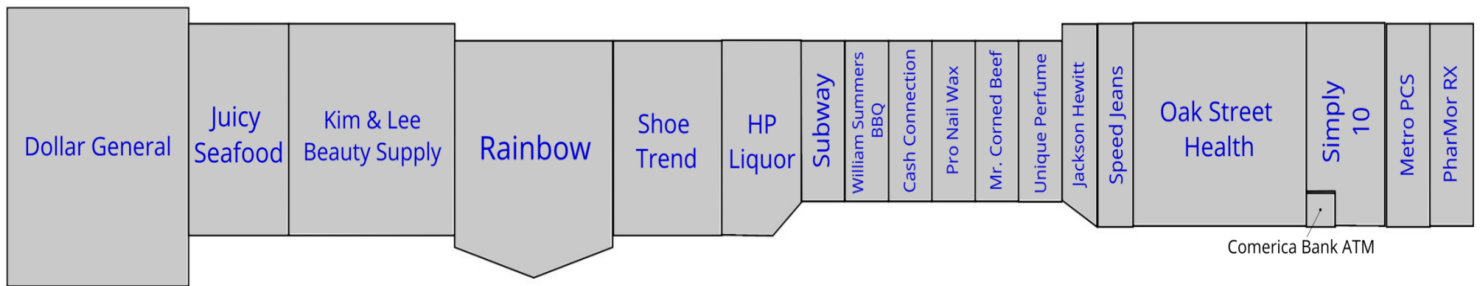 Dollar General
Juicy
Seafood
Kim & Lee
Beauty Supply
Rainbow
Shoe
Trend
HP
Liquor
Subway
William Summers
BBQ
Cash Connection
Pro Nail Wax
Mr. Corned Beef
Unique Perfume
Jackson Hewitt
Speed Jeans
Oak Street
Health
Simply
10
Comerica Bank ATM
Metro PCS
PharMor RX